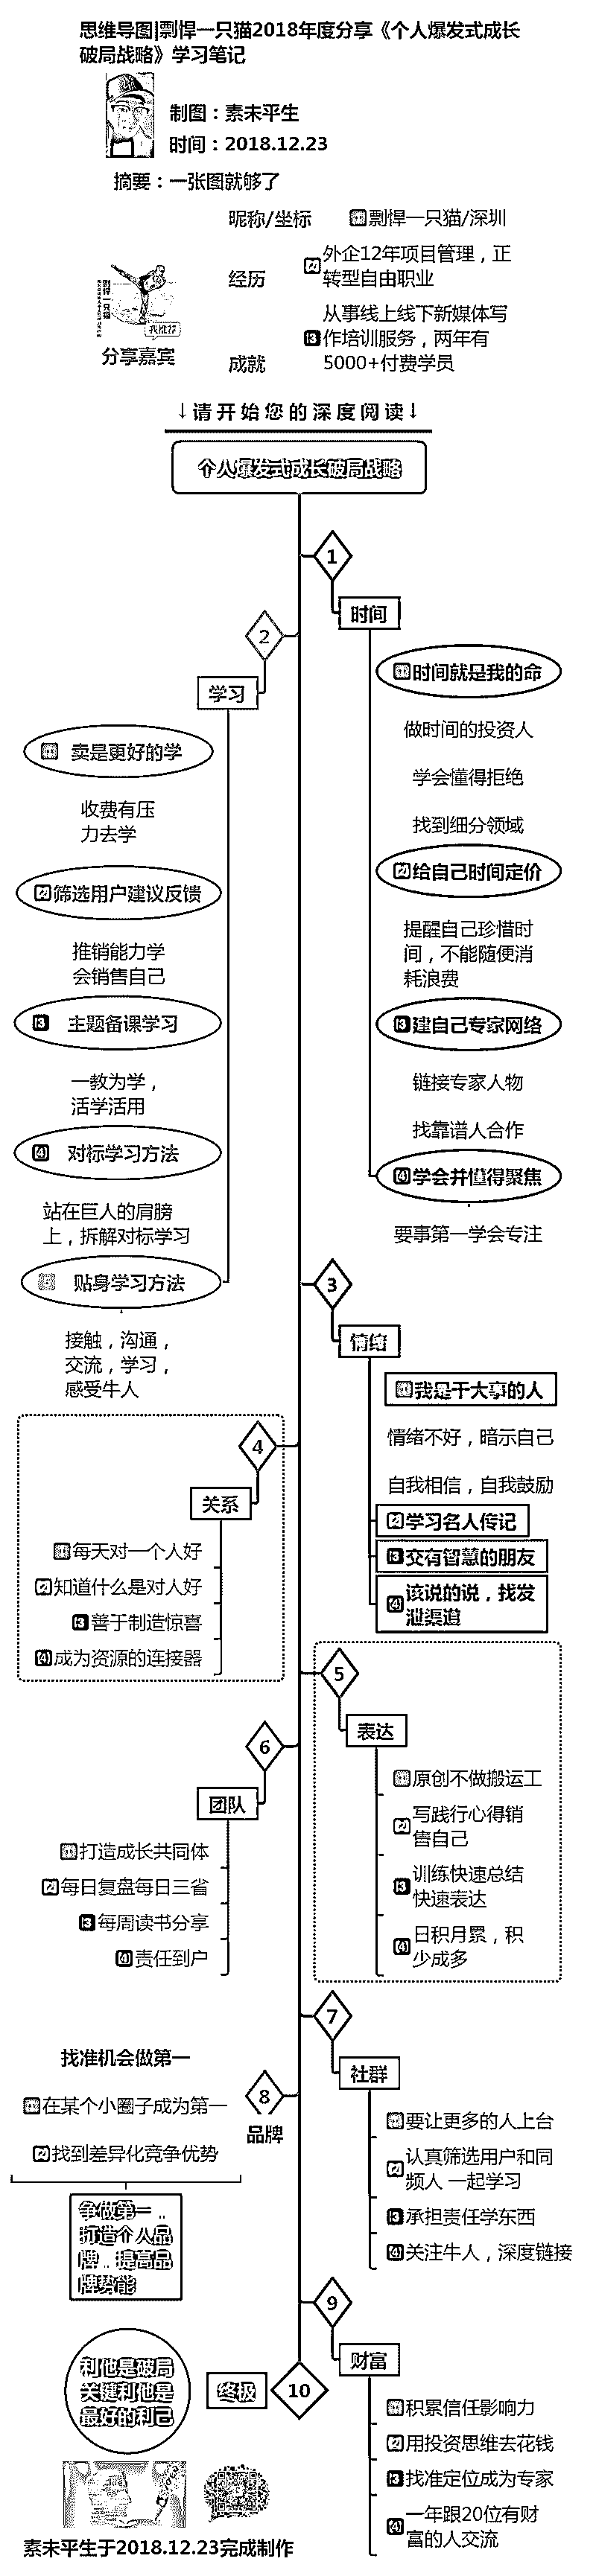 思维导图|剽悍一只猫2018年度分享《个人爆发式成长
破局战略》学习笔记
制图：素未平生
时间：2018.12.23
摘要：一张图就够了
昵称/坐标
剽悍一只猫/深圳
经历
2 外企12年项目管理，正
转型自由职业
成就
3 从事线上线下新媒体写
作培训服务，两年有
5000+付费学员
剽悍一只猫
我推荐
分享嘉宾
↓请开始您的深度阅读↓
个人爆发式成长破局战略
1
时间
时间就是我的命
做时间的投资人
学会懂得拒绝
找到细分领域
2 给自己时间定价
提醒自己珍惜时
间，不能随便消
耗浪费
3 建自己专家网络
链接专家人物
找靠谱人合作
4 学会并懂得聚焦
要事第一学会专注
2
学习
卖是更好的学
收费有压
力去学
2 筛选用户建议反馈
推销能力学
会销售自己
3 主题备课学习
一教为学，
活学活用
4 对标学习方法
站在巨人的肩膀
上，拆解对标学习
贴身学习方法
接触，沟通，
交流，学习，
感受牛人
3
情绪
我是干大事的人
情绪不好，暗示自己
自我相信，自我鼓励
2 学习名人传记
3 交有智慧的朋友
4 该说的说，找发
泄渠道
4
关系
每天对一个人好
2 知道什么是对人好
3 善于制造惊喜
4 成为资源的连接器
5
表达
原创不做搬运工
2 写践行心得销
售自己
3 训练快速总结
快速表达
4 日积月累，积
少成多
6
团队
打造成长共同体
2 每日复盘每日三省
3 每周读书分享
4 责任到户
7
社群
要让更多的人上台
2 认真筛选用户和同
频人 一起学习
3 承担责任学东西
4 关注牛人，深度链接
8
品牌
找准机会做第一
在某个小圈子成为第一
2 找到差异化竞争优势
争做第一，
打造个人品
牌，提高品
牌势能
9
财富
积累信任影响力
2 用投资思维去花钱
3 找准定位成为专家
4 一年跟20位有财
富的人交流
10
终极
利他是破局
关键利他是
最好的利己
素未平生于2018.12.23完成制作